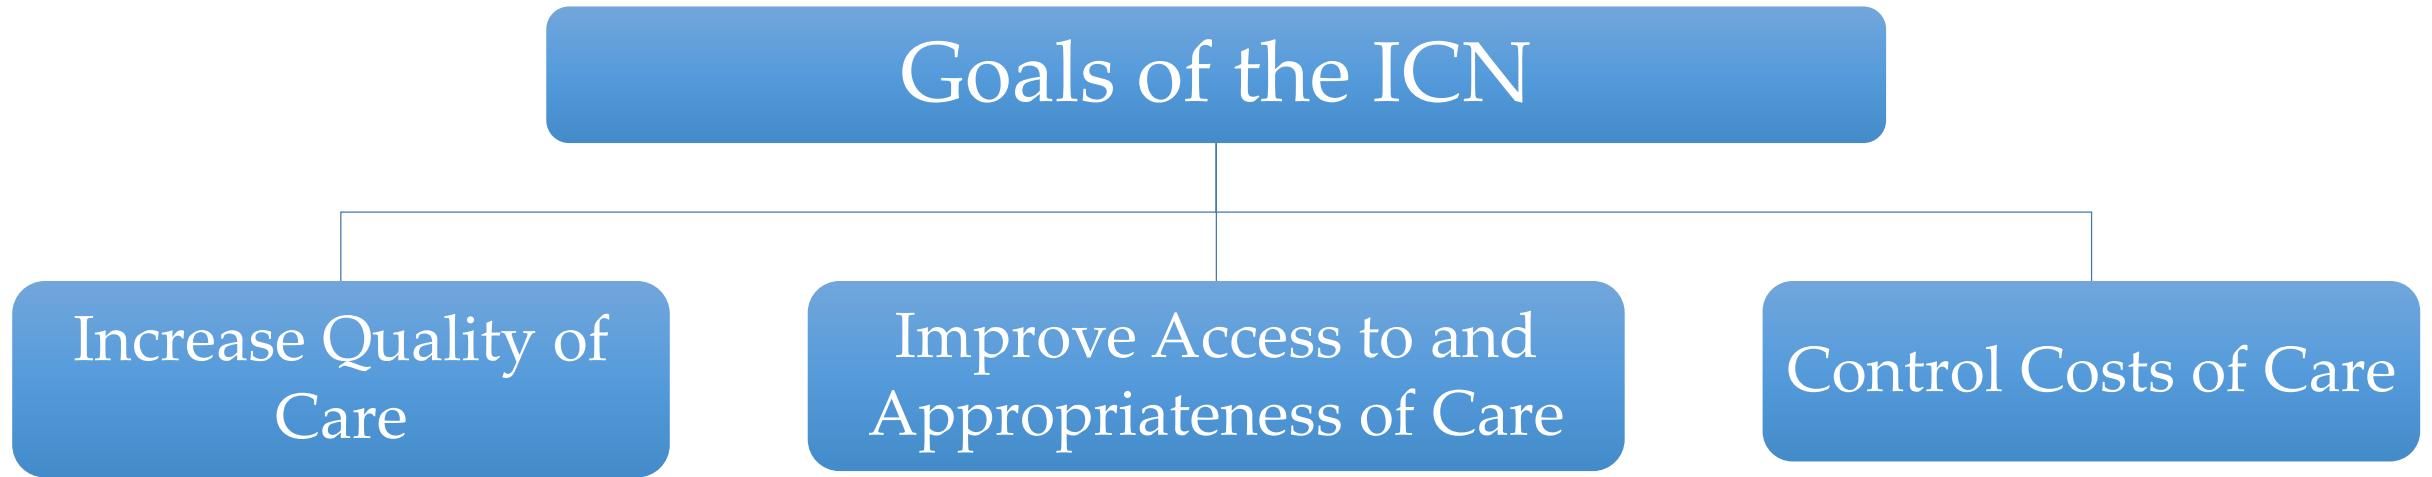 Goals of the ICN
Increase Quality of
Care
Improve Access to and
Appropriateness of Care
Control Costs of Care